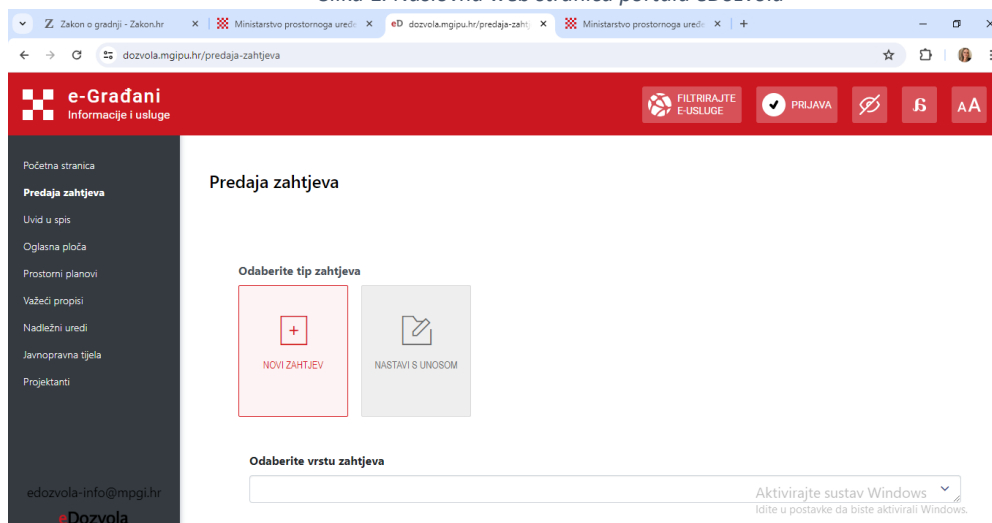 Slika 2. Naslovna web stranica portala eDozvola
Zakon o gradnji - Zakon.hr
Ministarstvo prostornoga uređe
eD dozvola.mgipu.hr/predaja-zahtj
Ministarstvo prostornoga uređe
dozvola.mgipu.hr/predaja-zahtjeva
e-Građani
Informacije i usluge
FILTRIRAJTE
E-USLUGE
PRIJAVA
AA
Početna stranica
Predaja zahtjeva
Uvid u spis
Oglasna ploča
Prostorni planovi
Važeći propisi
Nadležni uredi
Javnopravna tijela
Projektanti
edozvola-info@mpgi.hr
eDozvola
Predaja zahtjeva
Odaberite tip zahtjeva
NOVI ZAHTJEV
NASTAVI S UNOSOM
Odaberite vrstu zahtjeva
Aktivirajte sustav Windows
Idite u postavke da biste aktivirali Windows.